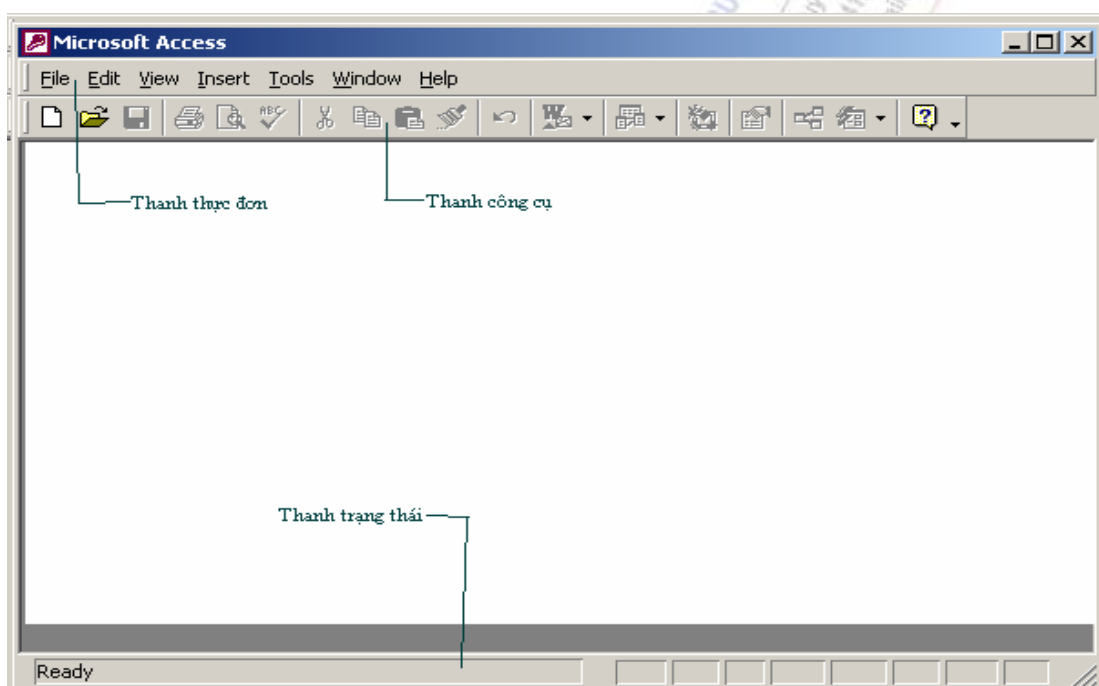 Microsoft Access
File Edit View Insert Tools Window Help
Thanh thực đơn
Thanh công cụ
Thanh trạng thái
Ready